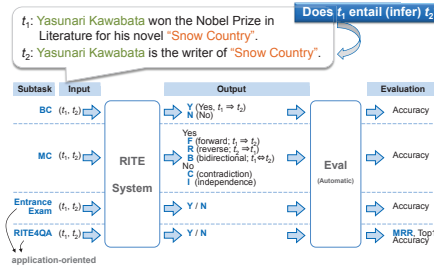 Does t1 entail (infer) t2
t1: Yasunari Kawabata won the Nobel Prize in
Literature for his novel "Snow Country".
t2: Yasunari Kawabata is the writer of "Snow Country".
Subtask Input Output Evaluation
BC (t1, t2) Y (Yes, t1 ⇒ t2) Accuracy
N (No)
Yes
F (forward; t1 ⇒ t2)
R (reverse; t2 ⇒ t1)
MC (t1, t2) B (bidirectional; t1 ⇔ t2) Accuracy
No
C (contradiction)
I (independence)
RITE
System
Eval
(Automatic)
Entrance
Exam (t1, t2) Y / N Accuracy
RITE4QA (t1, t2) Y / N MRR, Top
Accuracy
application-oriented